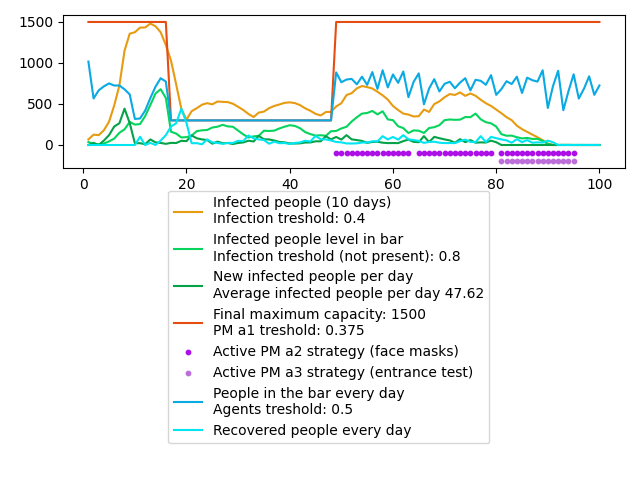 1500
1000
500
0
0 20 40 60 80 100
Infected people (10 days)
Infection treshold: 0.4
Infected people level in bar
Infection treshold (not present): 0.8
New infected people per day
Average infected people per day 47.62
Final maximum capacity: 1500
PM a1 treshold: 0.375
Active PM a2 strategy (face masks)
Active PM a3 strategy (entrance test)
People in the bar every day
Agents treshold: 0.5
Recovered people every day